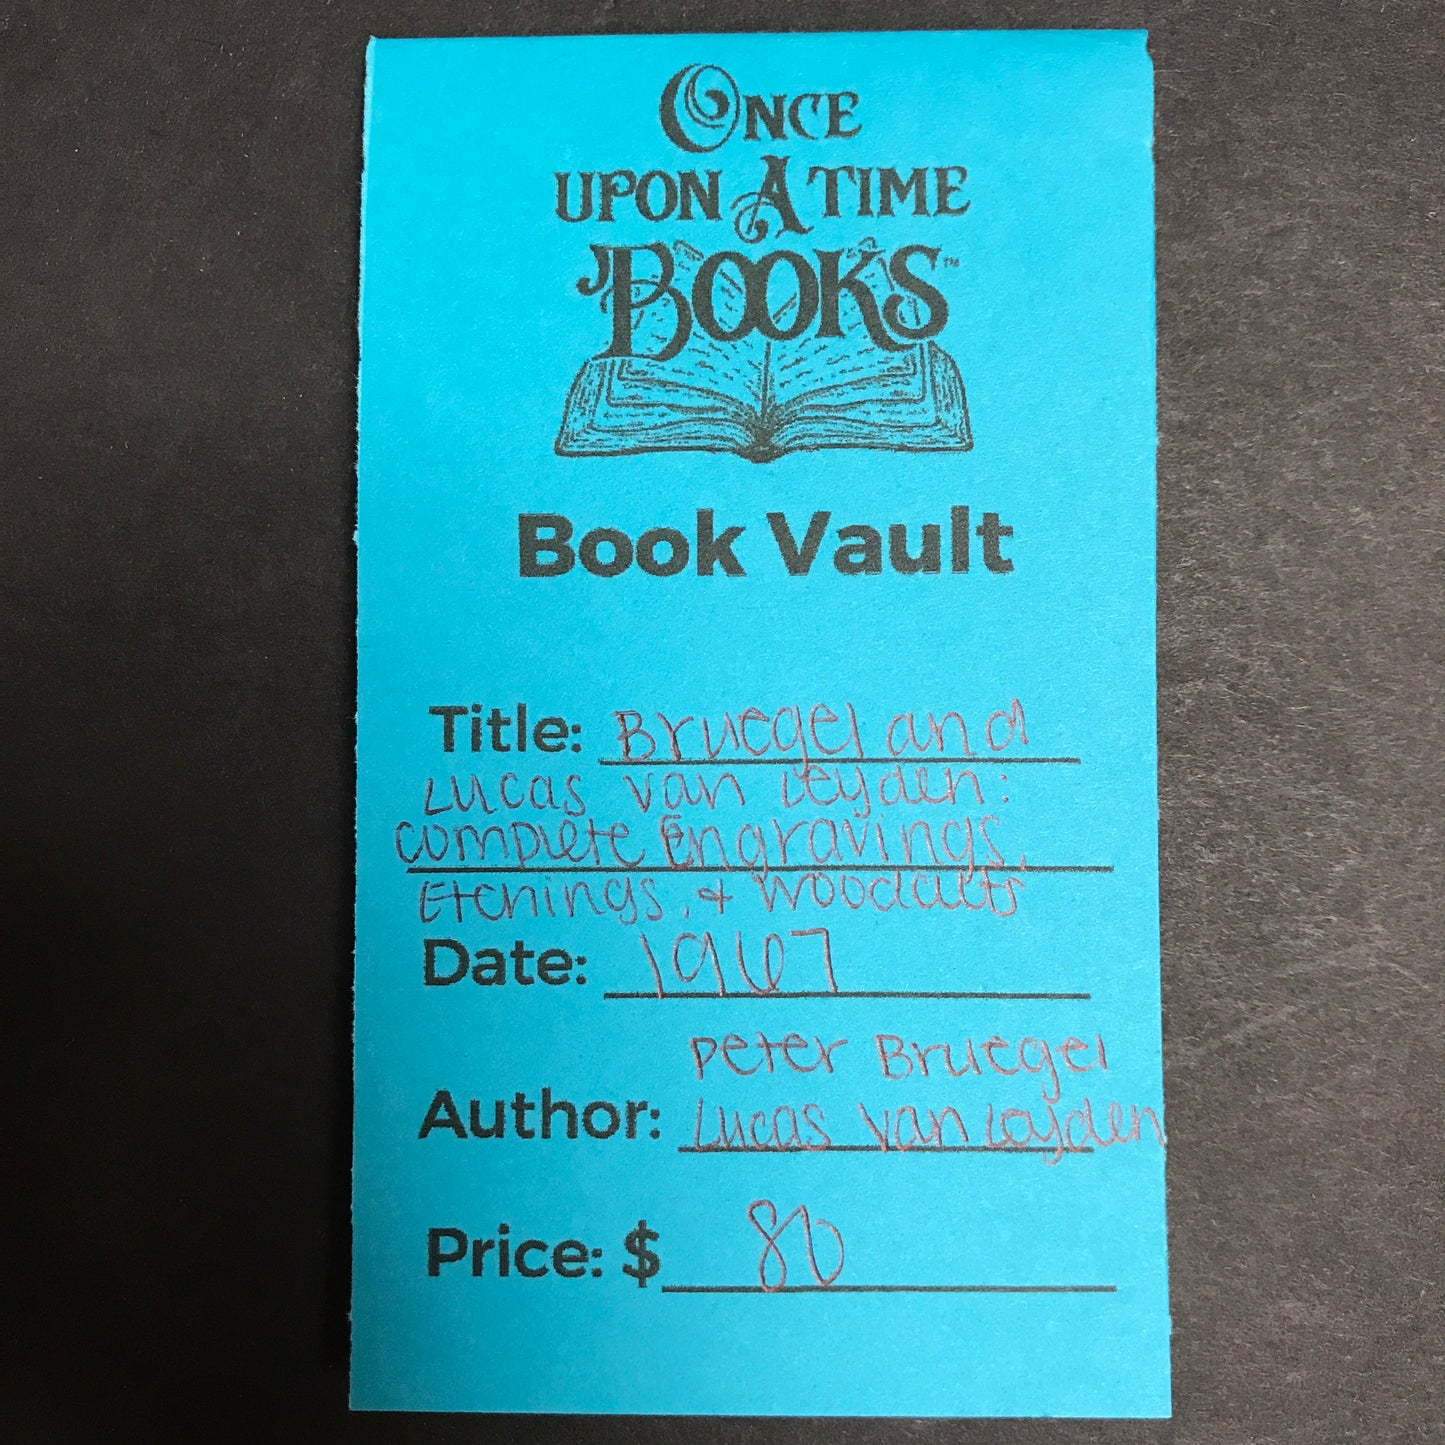 ONCE
UPON A TIME
BOOKS™
Book Vault
Title: Bruegel and
Lucas van Leyden:
Complete Engravings,
Etchings, & Woodcuts
Date: 1967
Peter Bruegel
Author: Lucas van Leyden
Price: $ 80